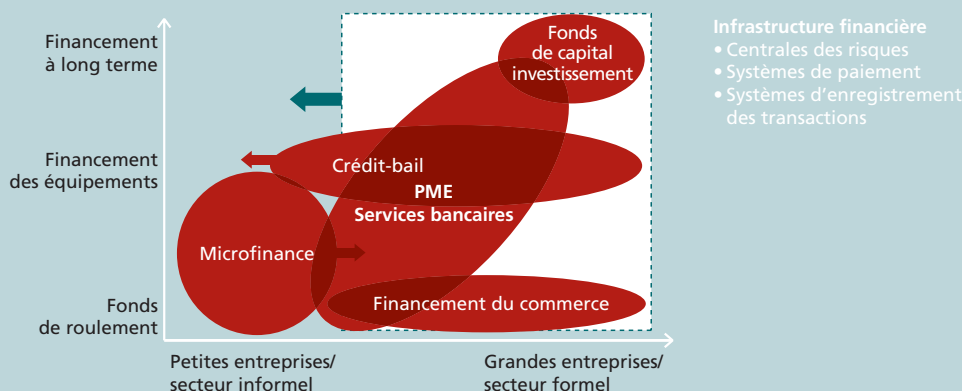 Financement
à long terme
Financement
des équipements
Fonds
de roulement
Fonds
de capital
investissement
Crédit-bail
PME
Services bancaires
Microfinance
Financement du commerce
Petites entreprises/
secteur informel
Grandes entreprises/
secteur formel
Infrastructure financière
• Centrales des risques
• Systèmes de paiement
• Systèmes d’enregistrement
des transactions